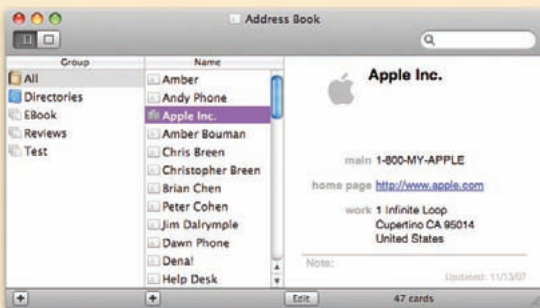 Address Book
Group
All
Directories
EBook
Reviews
Test
Name
Amber
Andy Phone
Apple Inc.
Amber Bouman
Chris Breen
Christopher Breen
Brian Chen
Peter Cohen
Jim Dalrymple
Dawn Phone
Dena!
Help Desk
Apple Inc.
main 1-800-MY-APPLE
home page http://www.apple.com
work 1 Infinite Loop
Cupertino CA 95014
United States
Note:
Updated: 11/13/07
Edit
47 cards